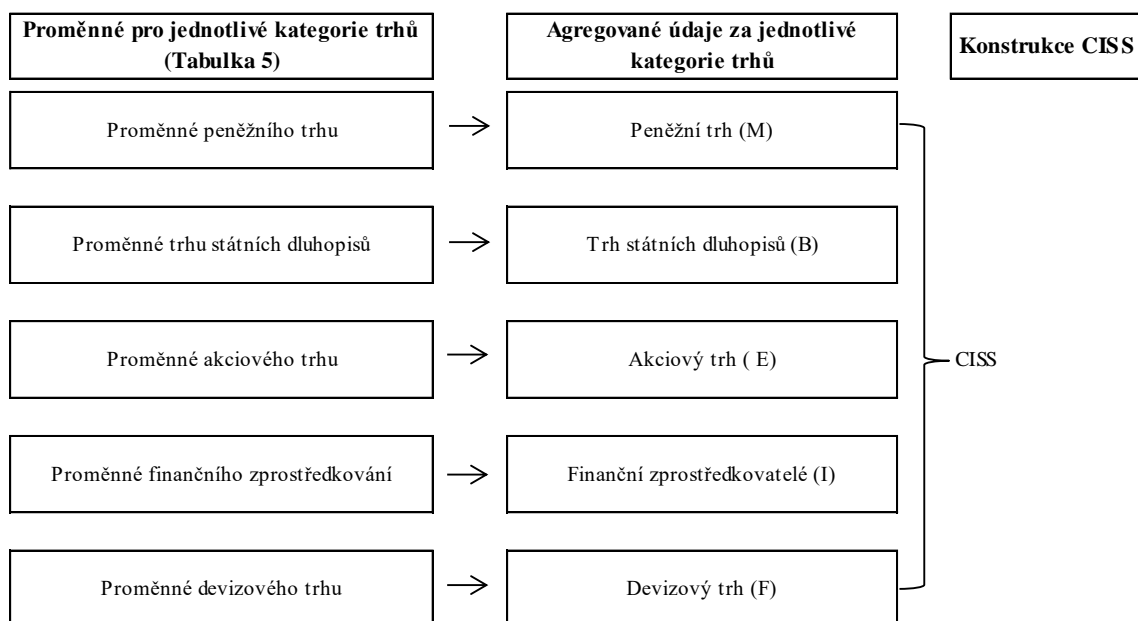 Proměnné pro jednotlivé kategorie trhů
(Tabulka 5)
Agregované údaje za jednotlivé
kategorie trhů
Konstrukce CISS
Proměnné peněžního trhu
Peněžní trh (M)
Proměnné trhu státních dluhopisů
Trh státních dluhopisů (B)
Proměnné akciového trhu
Akciový trh ( E)
CISS
Proměnné finančního zprostředkování
Finanční zprostředkovatelé (I)
Proměnné devizového trhu
Devizový trh (F)